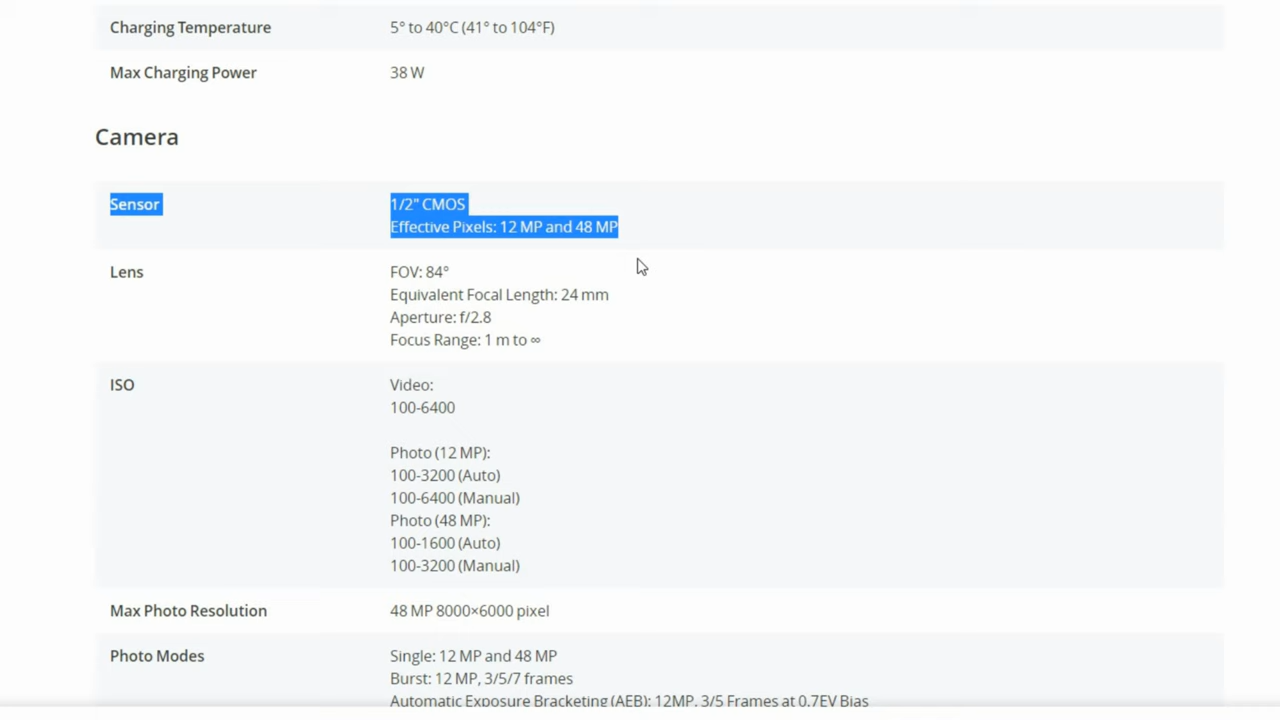 Charging Temperature 5° to 40°C (41° to 104°F)
Max Charging Power 38 W
Camera
Sensor 1/2" CMOS
Effective Pixels: 12 MP and 48 MP
Lens FOV: 84°
Equivalent Focal Length: 24 mm
Aperture: f/2.8
Focus Range: 1 m to ∞
ISO Video:
100-6400
Photo (12 MP):
100-3200 (Auto)
100-6400 (Manual)
Photo (48 MP):
100-1600 (Auto)
100-3200 (Manual)
Max Photo Resolution 48 MP 8000×6000 pixel
Photo Modes Single: 12 MP and 48 MP
Burst: 12 MP, 3/5/7 frames
Automatic Exposure Bracketing (AEB): 12MP, 3/5 Frames at 0.7EV Bias